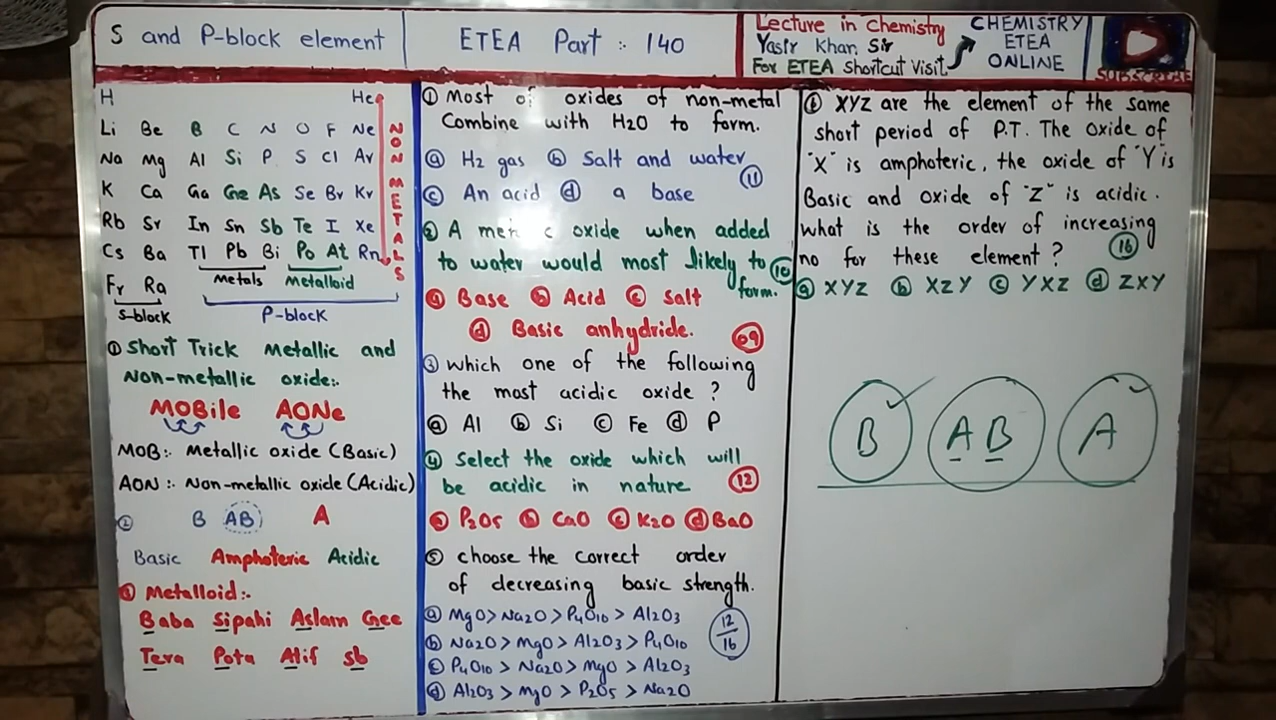 S and P-block element
ETEA Part :- 140
Lecture in Chemistry
Yasir Khan Sir
For ETEA shortcut Visit
CHEMISTRY
ETEA
ONLINE
SUBSCRIBE
H He
Li Be B C N O F Ne
Na Mg Al Si P S Cl Ar
K Ca Ga Ge As Se Br Kr
Rb Sr In Sn Sb Te I Xe
Cs Ba Tl Pb Bi Po At Rn
Fr Ra Metals Metalloid
S-block P-block
NON METALS
① Short Trick Metallic and
Non-metallic oxide:-
MOBile AONe
MOB:- Metallic oxide (Basic)
AON :- Non-metallic oxide (Acidic)
② B AB A
Basic Amphoteric Acidic
③ Metalloid:-
Baba Sipahi Aslam Gee
Tera Pota Alif sb
① Most of oxides of non-metal
Combine with H2O to form.
ⓐ H2 gas ⓑ Salt and water
ⓒ An acid ⓓ a base
11
② A c oxide when added
to water would most likely to
form.
10
ⓐ Base ⓑ Acid ⓒ Salt
ⓓ Basic anhydride.
09
③ which one of the following
the most acidic oxide ?
ⓐ Al ⓑ Si ⓒ Fe ⓓ P
④ Select the oxide which will
be acidic in nature
12
ⓐ P2O5 ⓑ CaO ⓒ K2O ⓓ BaO
⑤ choose the correct order
of decreasing basic strength.
ⓐ MgO > Na2O > P4O10 > Al2O3
ⓑ Na2O > MgO > Al2O3 > P4O10
ⓒ P4O10 > Na2O > MgO > Al2O3
ⓓ Al2O3 > MgO > P2O5 > Na2O
12
16
⑥ XYZ are the element of the same
short period of P.T. The oxide of
"X" is amphoteric, the oxide of "Y" is
Basic and oxide of "Z" is acidic.
what is the order of increasing
no for these element ?
16
ⓐ XYZ ⓑ XZY ⓒ YXZ ⓓ ZXY
B AB A